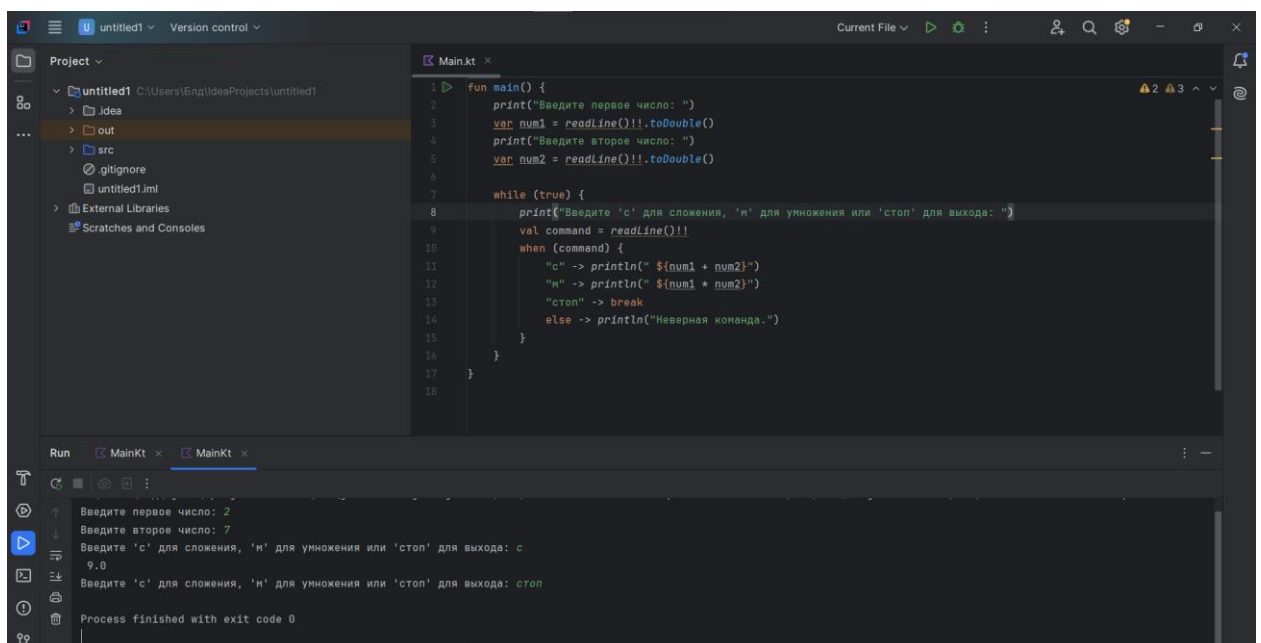 U untitled1 Version control Current File
Project
Main.kt
untitled1 C:\Users\Бпд\IdeaProjects\untitled1
.idea
out
src
.gitignore
untitled1.iml
External Libraries
Scratches and Consoles
2 3
1 fun main() {
2 print("Введите первое число: ")
3 var num1 = readLine()!!.toDouble()
4 print("Введите второе число: ")
5 var num2 = readLine()!!.toDouble()
6
7 while (true) {
8 print("Введите 'с' для сложения, 'м' для умножения или 'стоп' для выхода: ")
9 val command = readLine()!!
10 when (command) {
11 "с" -> println(" ${num1 + num2}")
12 "м" -> println(" ${num1 * num2}")
13 "стоп" -> break
14 else -> println("Неверная команда.")
15 }
16 }
17 }
18
Run MainKt MainKt
Введите первое число: 2
Введите второе число: 7
Введите 'с' для сложения, 'м' для умножения или 'стоп' для выхода: с
9.0
Введите 'с' для сложения, 'м' для умножения или 'стоп' для выхода: стоп
Process finished with exit code 0